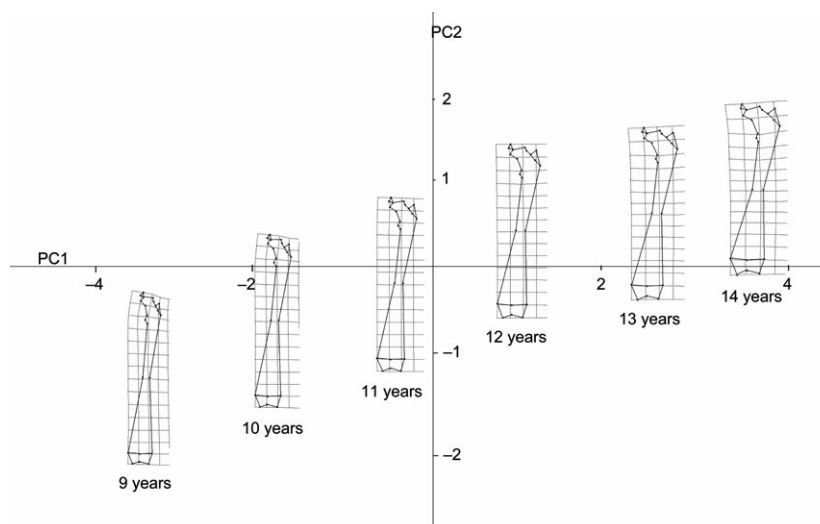 PC2
2
1
PC1
–4
–2
2
4
14 years
13 years
12 years
–1
11 years
10 years
–2
9 years